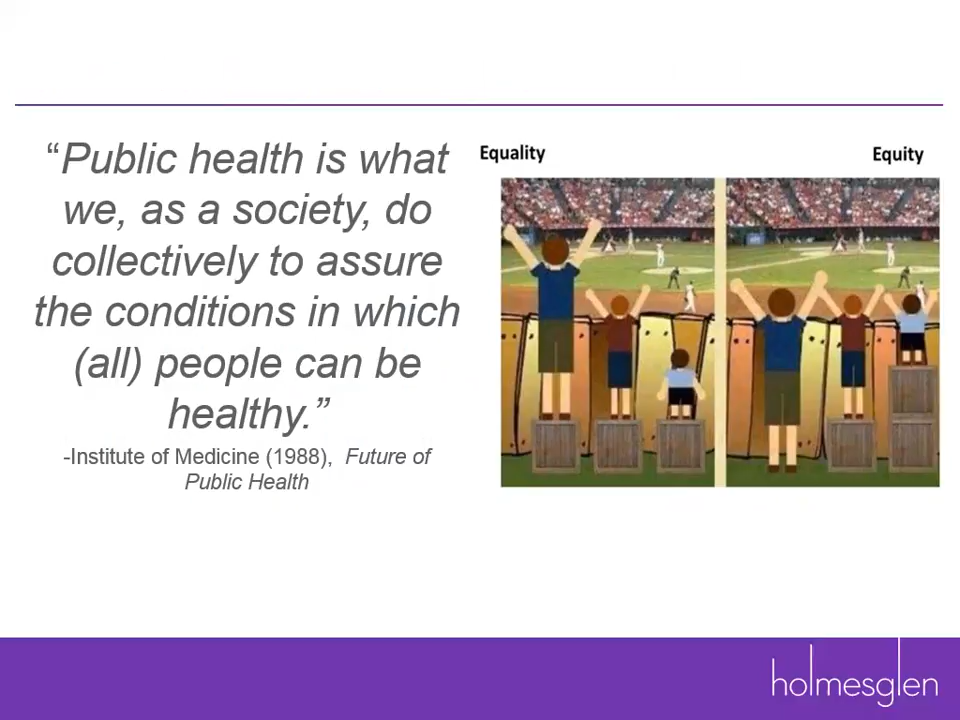 “Public health is what
we, as a society, do
collectively to assure
the conditions in which
(all) people can be
healthy.”
-Institute of Medicine (1988), Future of
Public Health
Equality
Equity
holmesglen